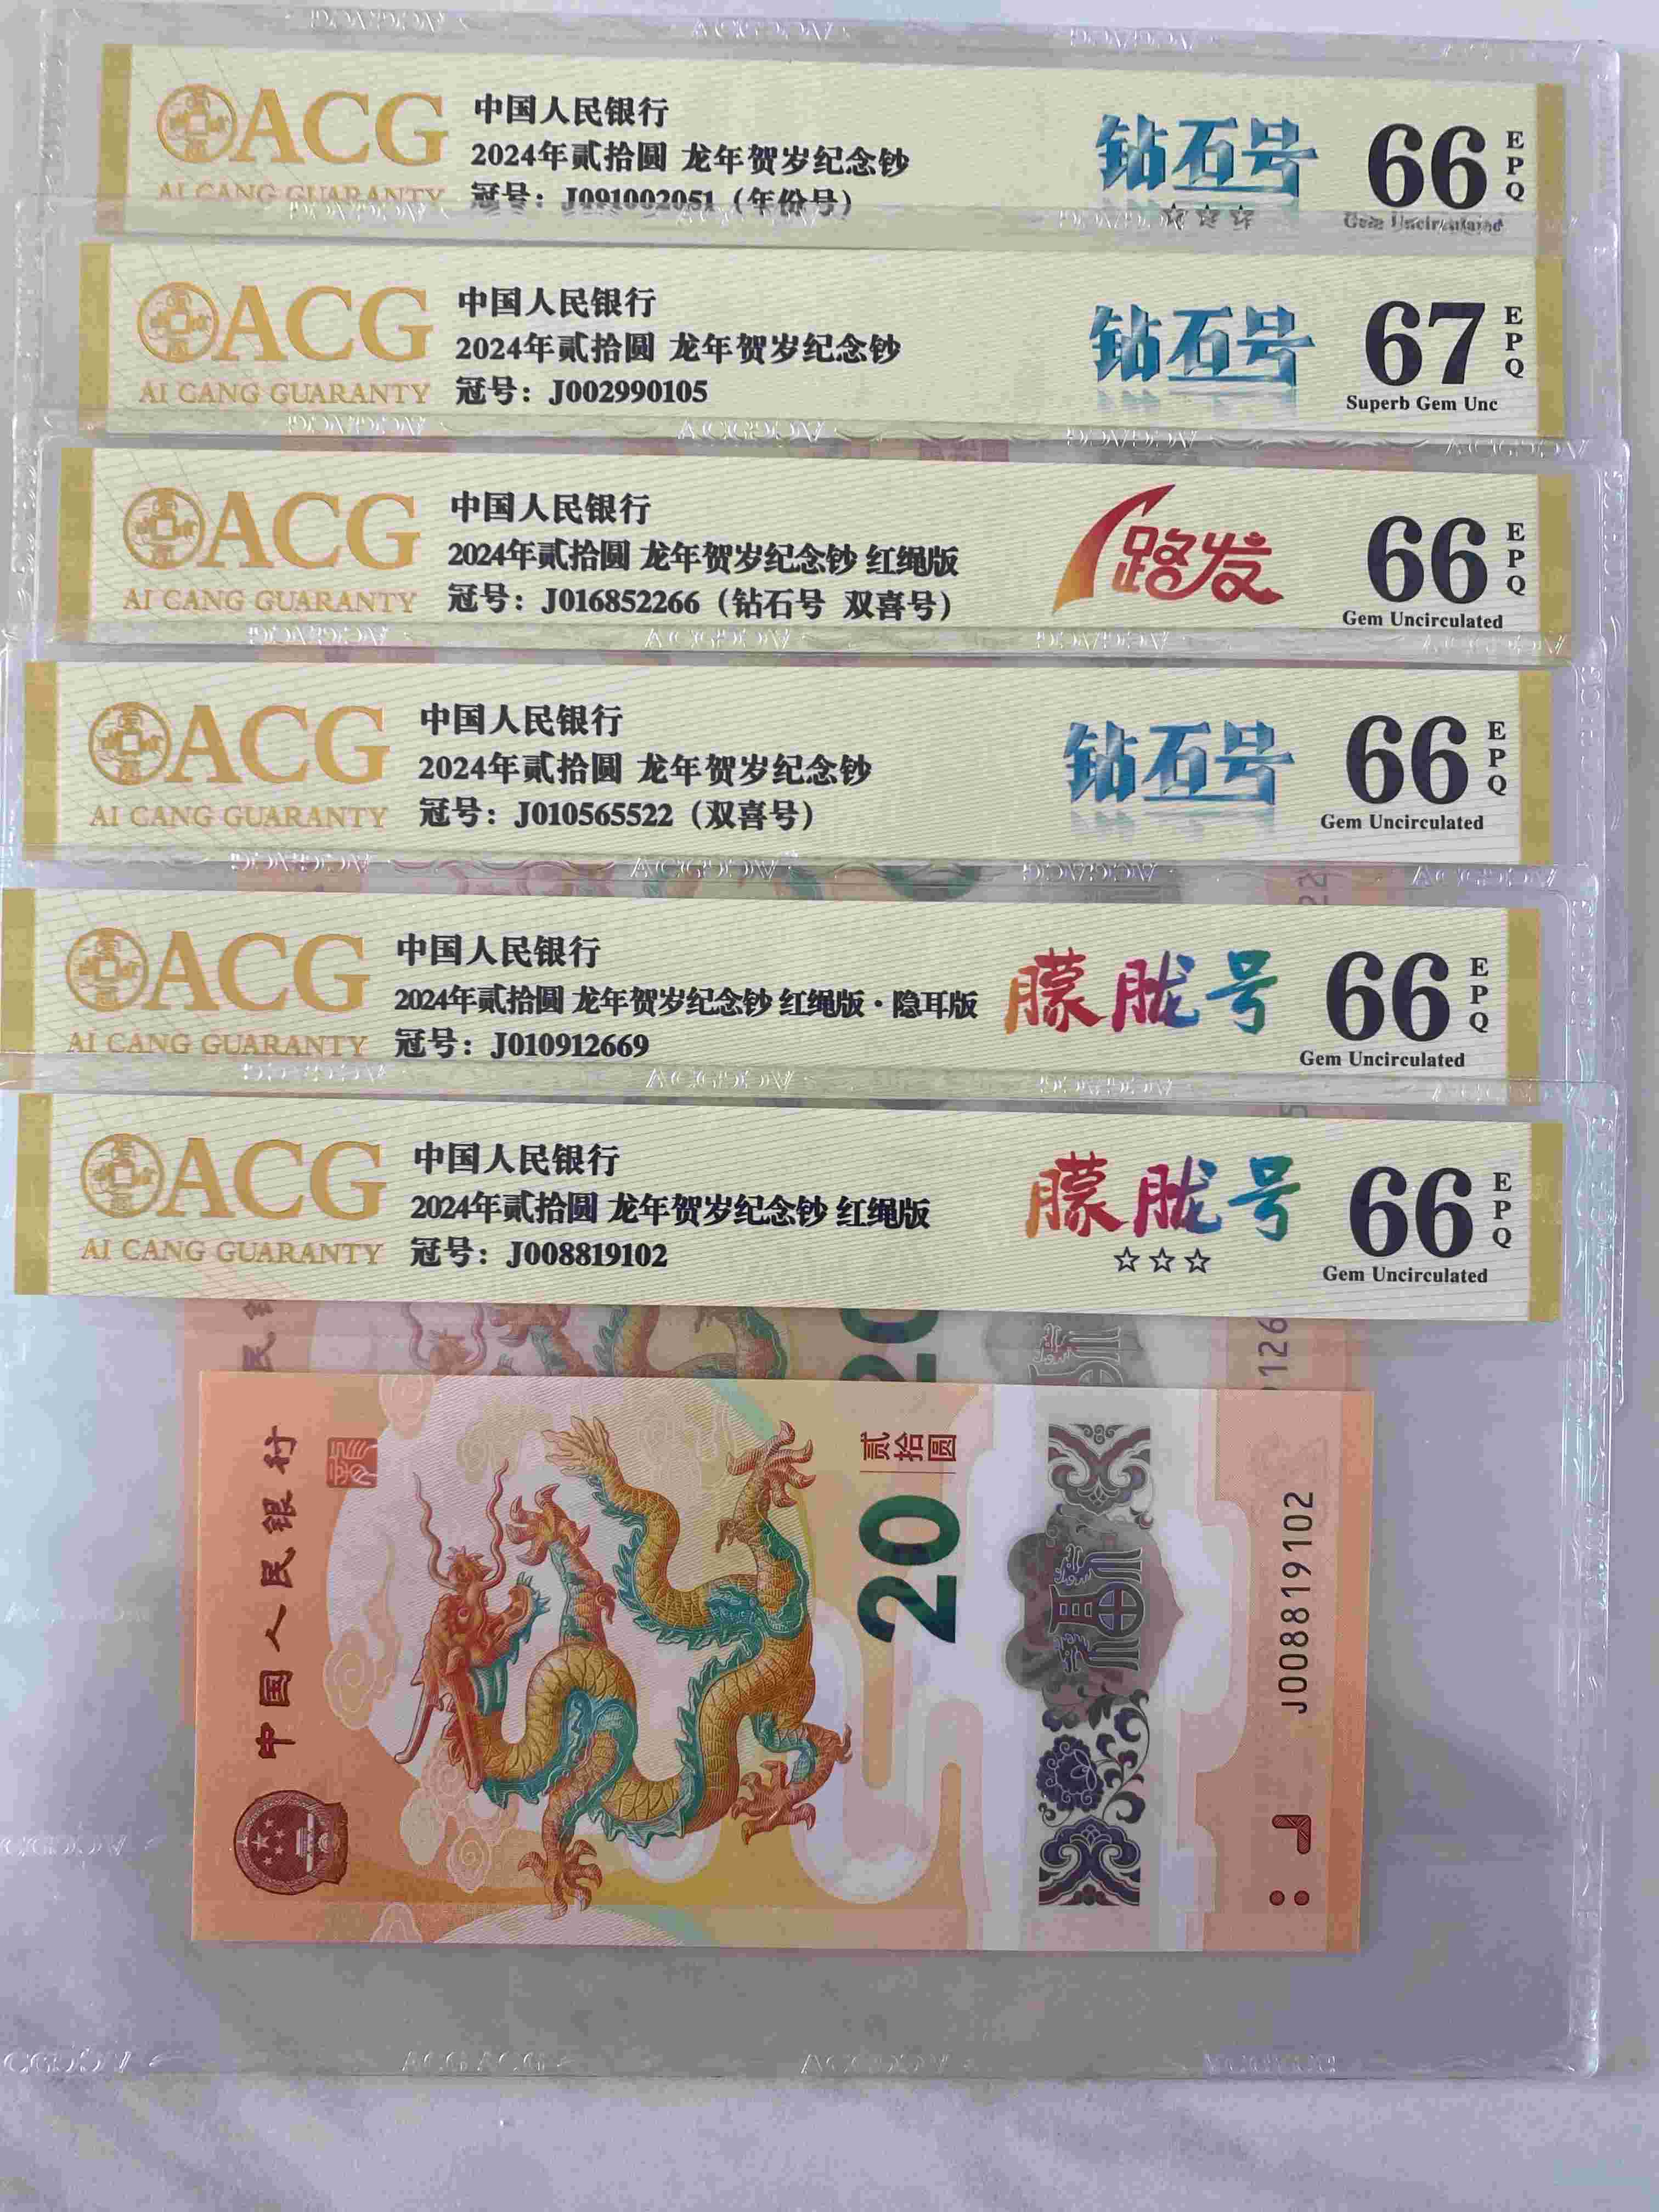 ACG
AI CANG GUARANTY
中国人民银行
2024年贰拾圆 龙年贺岁纪念钞
冠号：J091002051（年份号）
钻石号
☆☆☆
66
EPQ
Gem Uncirculated
ACG
AI CANG GUARANTY
中国人民银行
2024年贰拾圆 龙年贺岁纪念钞
冠号：J002990105
钻石号
67
EPQ
Superb Gem Unc
ACG
AI CANG GUARANTY
中国人民银行
2024年贰拾圆 龙年贺岁纪念钞 红绳版
冠号：J016852266（钻石号 双喜号）
1路发
66
EPQ
Gem Uncirculated
ACG
AI CANG GUARANTY
中国人民银行
2024年贰拾圆 龙年贺岁纪念钞
冠号：J010565522（双喜号）
钻石号
66
EPQ
Gem Uncirculated
ACG
AI CANG GUARANTY
中国人民银行
2024年贰拾圆 龙年贺岁纪念钞 红绳版·隐耳版
冠号：J010912669
朦胧号
66
EPQ
Gem Uncirculated
ACG
AI CANG GUARANTY
中国人民银行
2024年贰拾圆 龙年贺岁纪念钞 红绳版
冠号：J008819102
朦胧号
☆☆☆
66
EPQ
Gem Uncirculated
中国人民银行
20
贰拾圆
J008819102